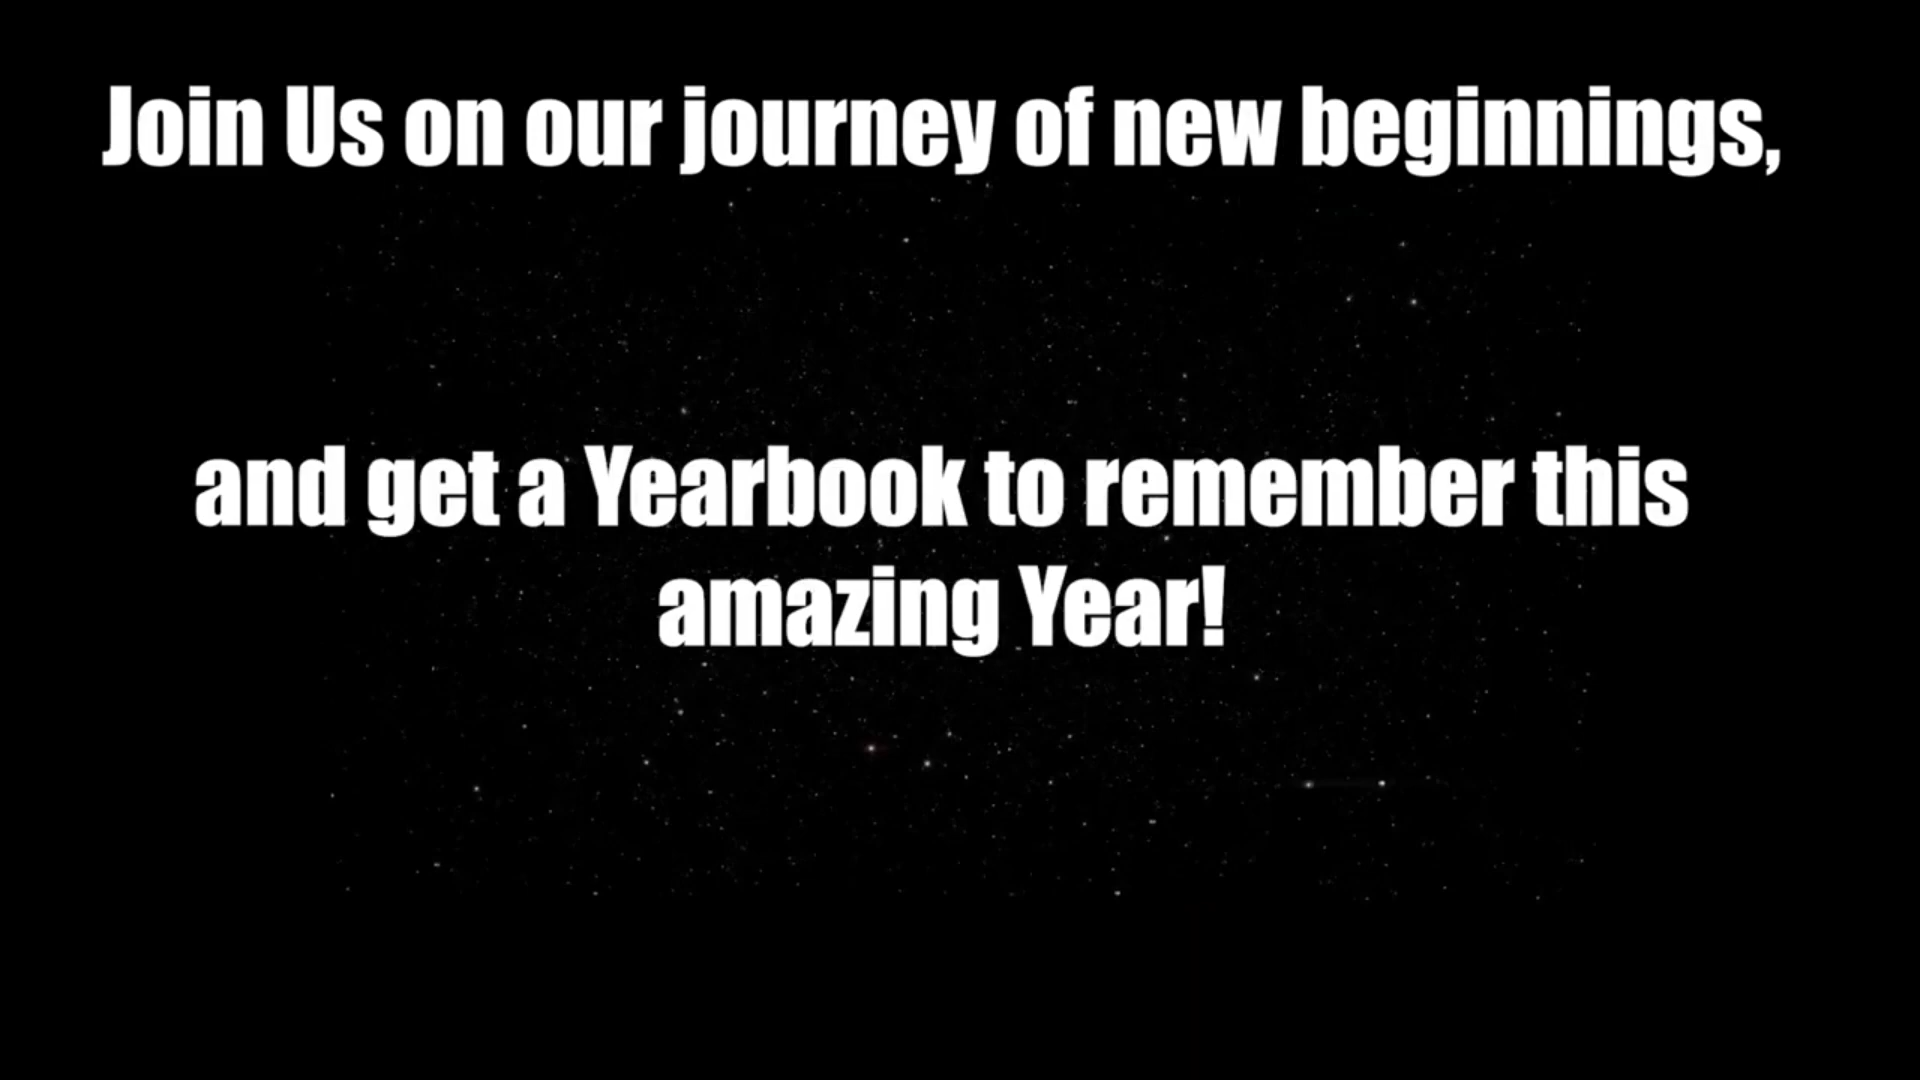 Join Us on our journey of new beginnings,
and get a Yearbook to remember this
amazing Year!